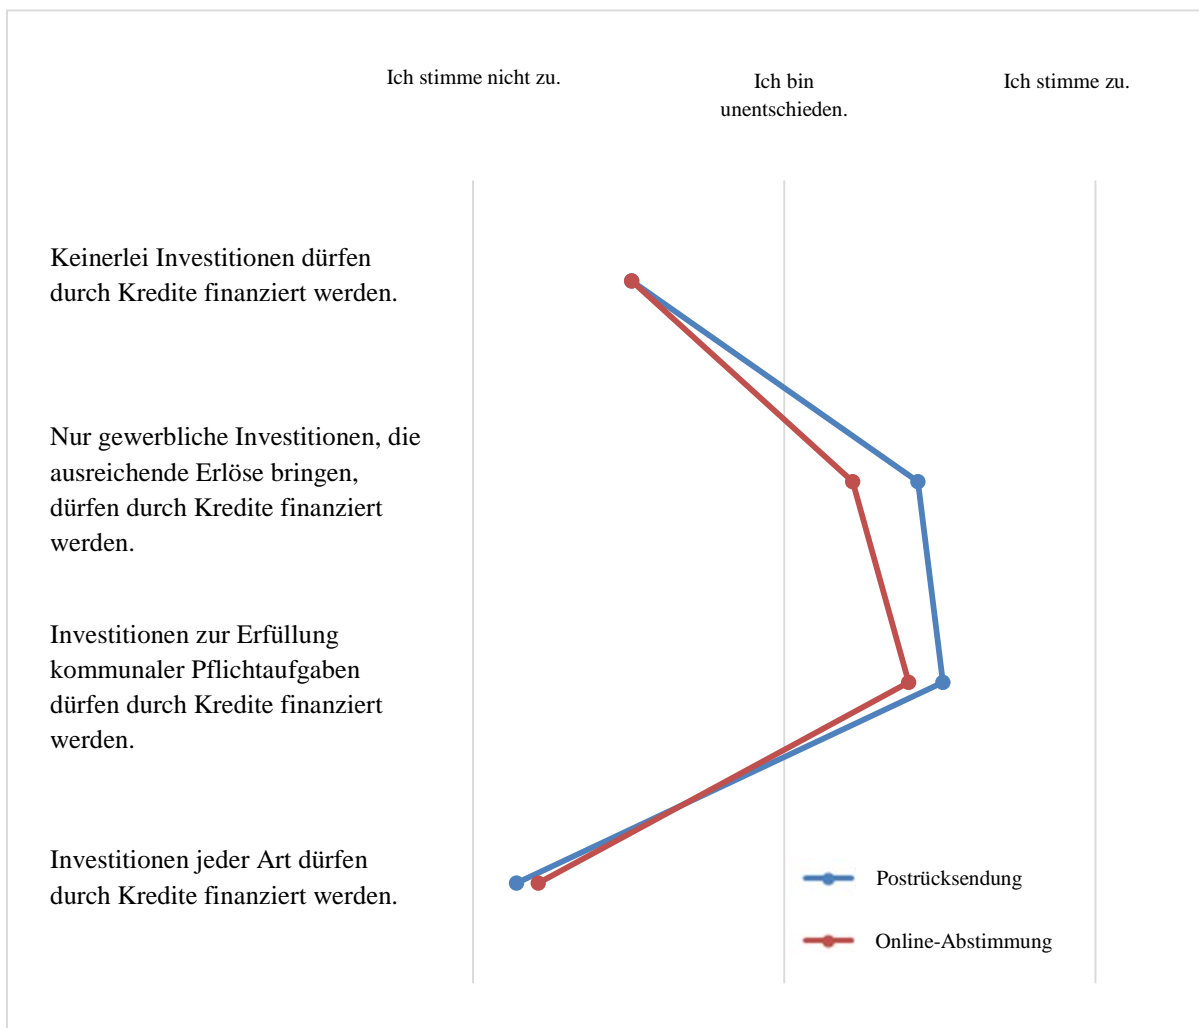 Ich stimme nicht zu.
Ich bin
unentschieden.
Ich stimme zu.
Keinerlei Investitionen dürfen
durch Kredite finanziert werden.
Nur gewerbliche Investitionen, die
ausreichende Erlöse bringen,
dürfen durch Kredite finanziert
werden.
Investitionen zur Erfüllung
kommunaler Pflichtaufgaben
dürfen durch Kredite finanziert
werden.
Investitionen jeder Art dürfen
durch Kredite finanziert werden.
Postrücksendung
Online-Abstimmung